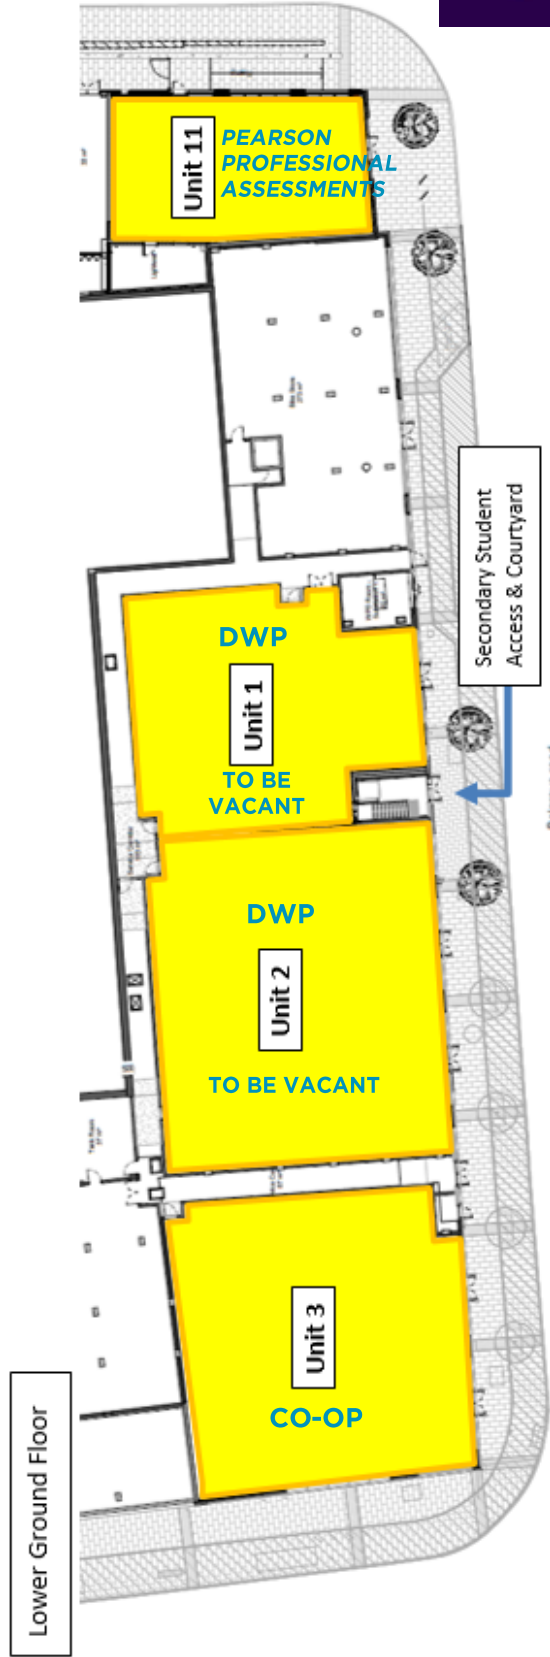 Unit 11
PEARSON
PROFESSIONAL
ASSESSMENTS
Secondary Student
Access & Courtyard
DWP
Unit 1
TO BE
VACANT
DWP
Unit 2
TO BE VACANT
Unit 3
CO-OP
Lower Ground Floor